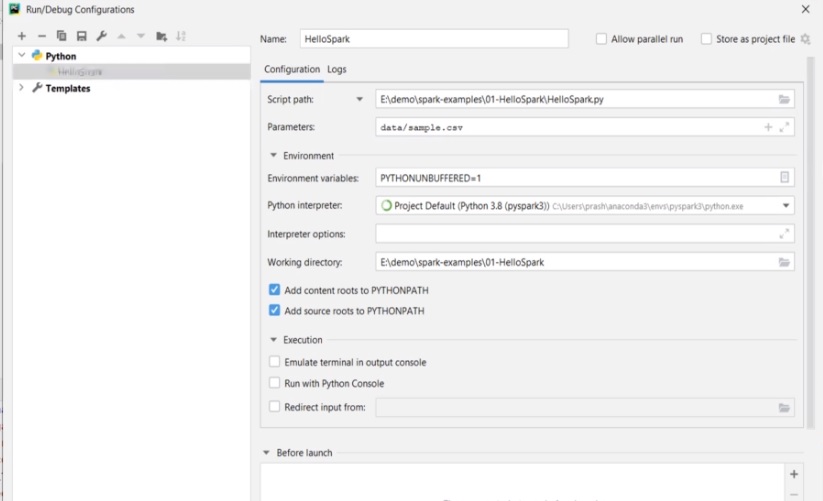 Run/Debug Configurations
Name: HelloSpark
Allow parallel run
Store as project file
Python
Templates
Configuration Logs
Script path: E:\demo\spark-examples\01-HelloSpark\HelloSpark.py
Parameters: data/sample.csv
Environment
Environment variables: PYTHONUNBUFFERED=1
Python interpreter: Project Default (Python 3.8 (pyspark3)) C:\Users\prash\anaconda3\envs\pyspark3\python.exe
Interpreter options:
Working directory: E:\demo\spark-examples\01-HelloSpark
Add content roots to PYTHONPATH
Add source roots to PYTHONPATH
Execution
Emulate terminal in output console
Run with Python Console
Redirect input from:
Before launch